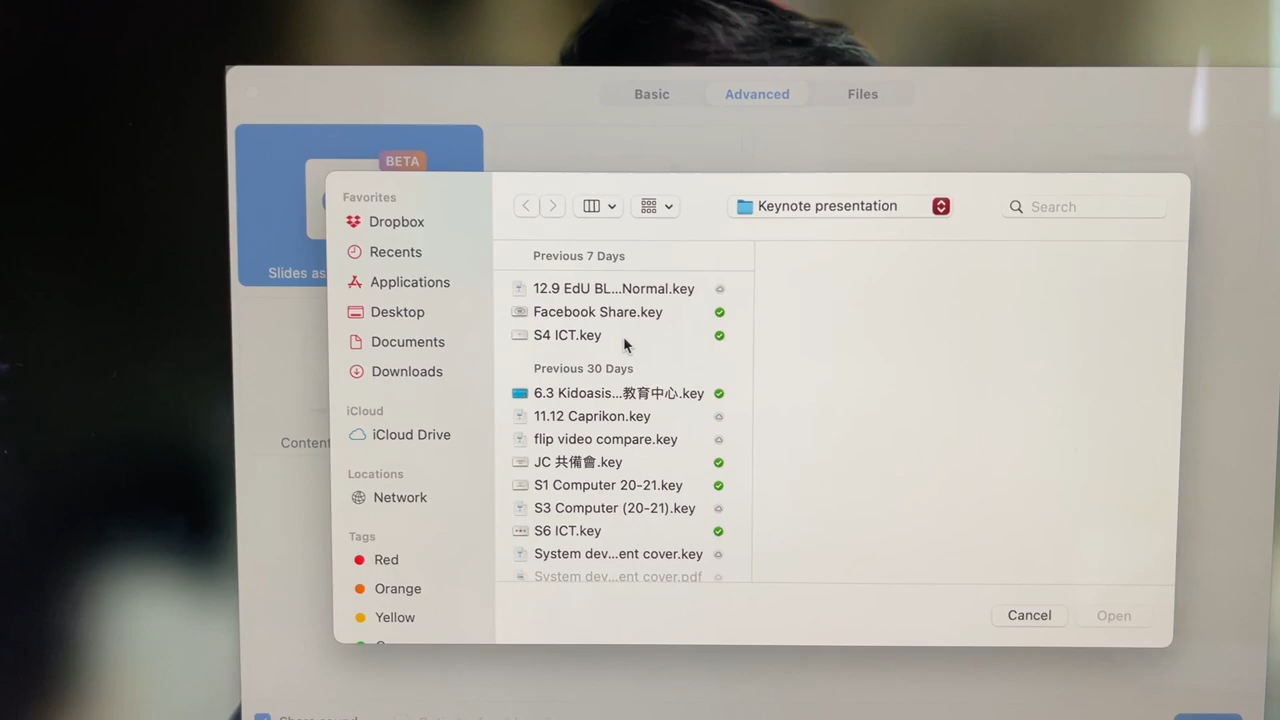 Basic
Advanced
Files
BETA
Slides as
Favorites
Dropbox
Recents
Applications
Desktop
Documents
Downloads
iCloud
iCloud Drive
Locations
Network
Tags
Red
Orange
Yellow
Keynote presentation
Search
Previous 7 Days
12.9 EdU BL...Normal.key
Facebook Share.key
S4 ICT.key
Previous 30 Days
6.3 Kidoasis...教育中心.key
11.12 Caprikon.key
flip video compare.key
JC 共備會.key
S1 Computer 20-21.key
S3 Computer (20-21).key
S6 ICT.key
System dev...ent cover.key
System dev...ent cover.pdf
Content
Cancel
Open